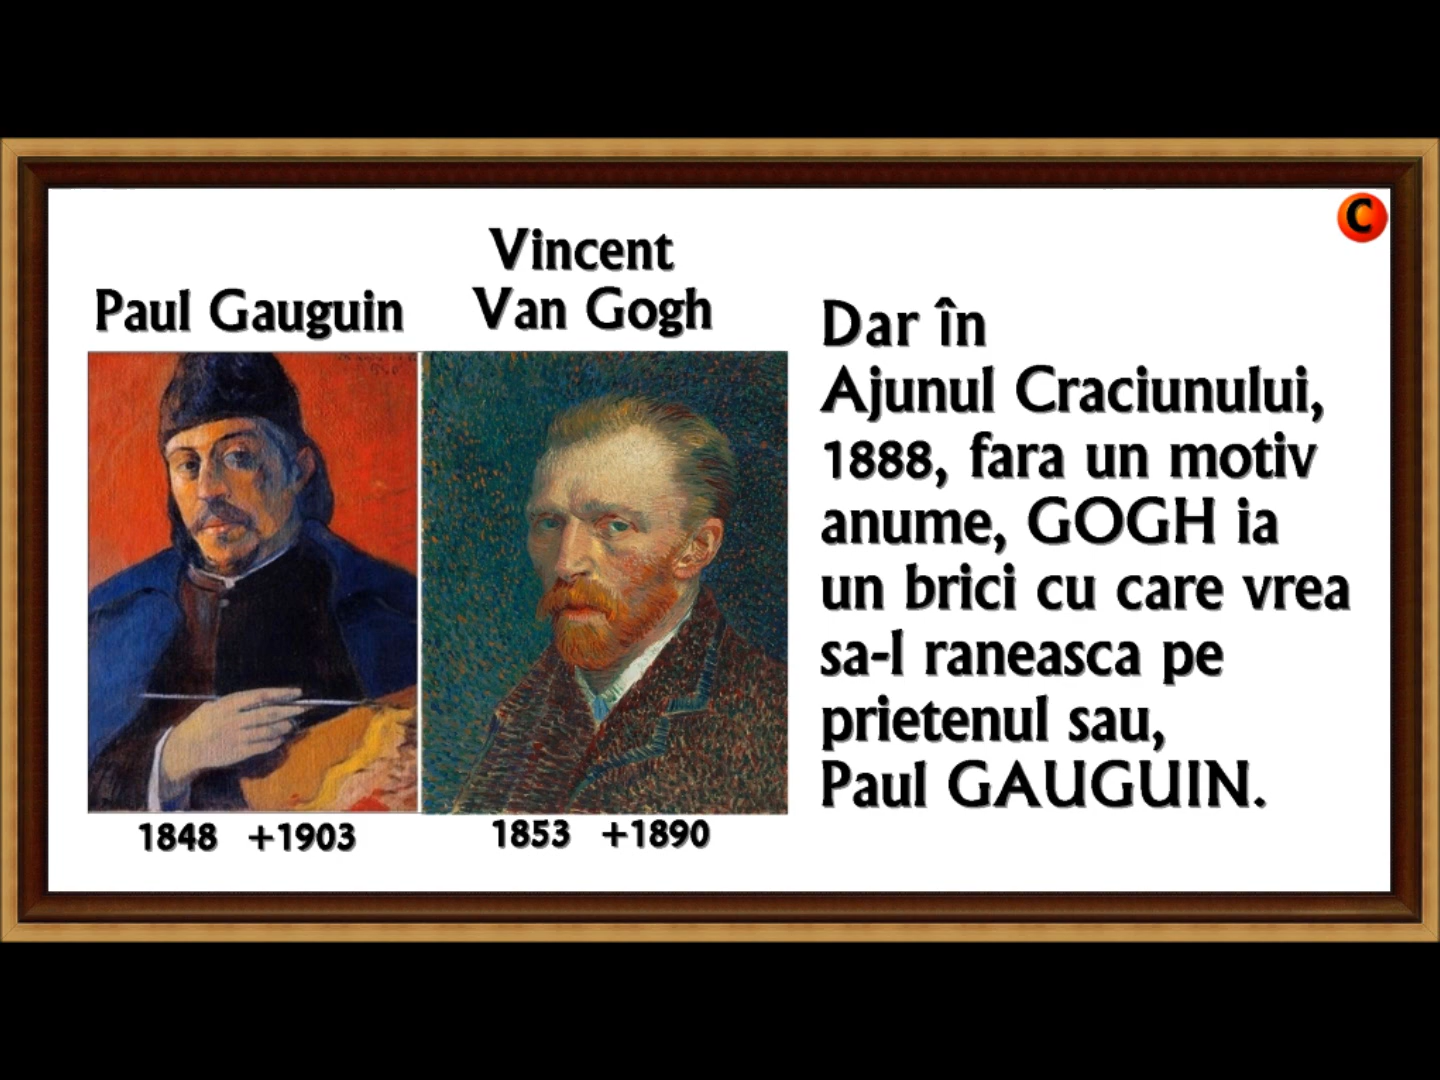 Vincent
Van Gogh
Paul Gauguin
1848 +1903
1853 +1890
C
Dar în
Ajunul Craciunului,
1888, fara un motiv
anume, GOGH ia
un brici cu care vrea
sa-l raneasca pe
prietenul sau,
Paul GAUGUIN.